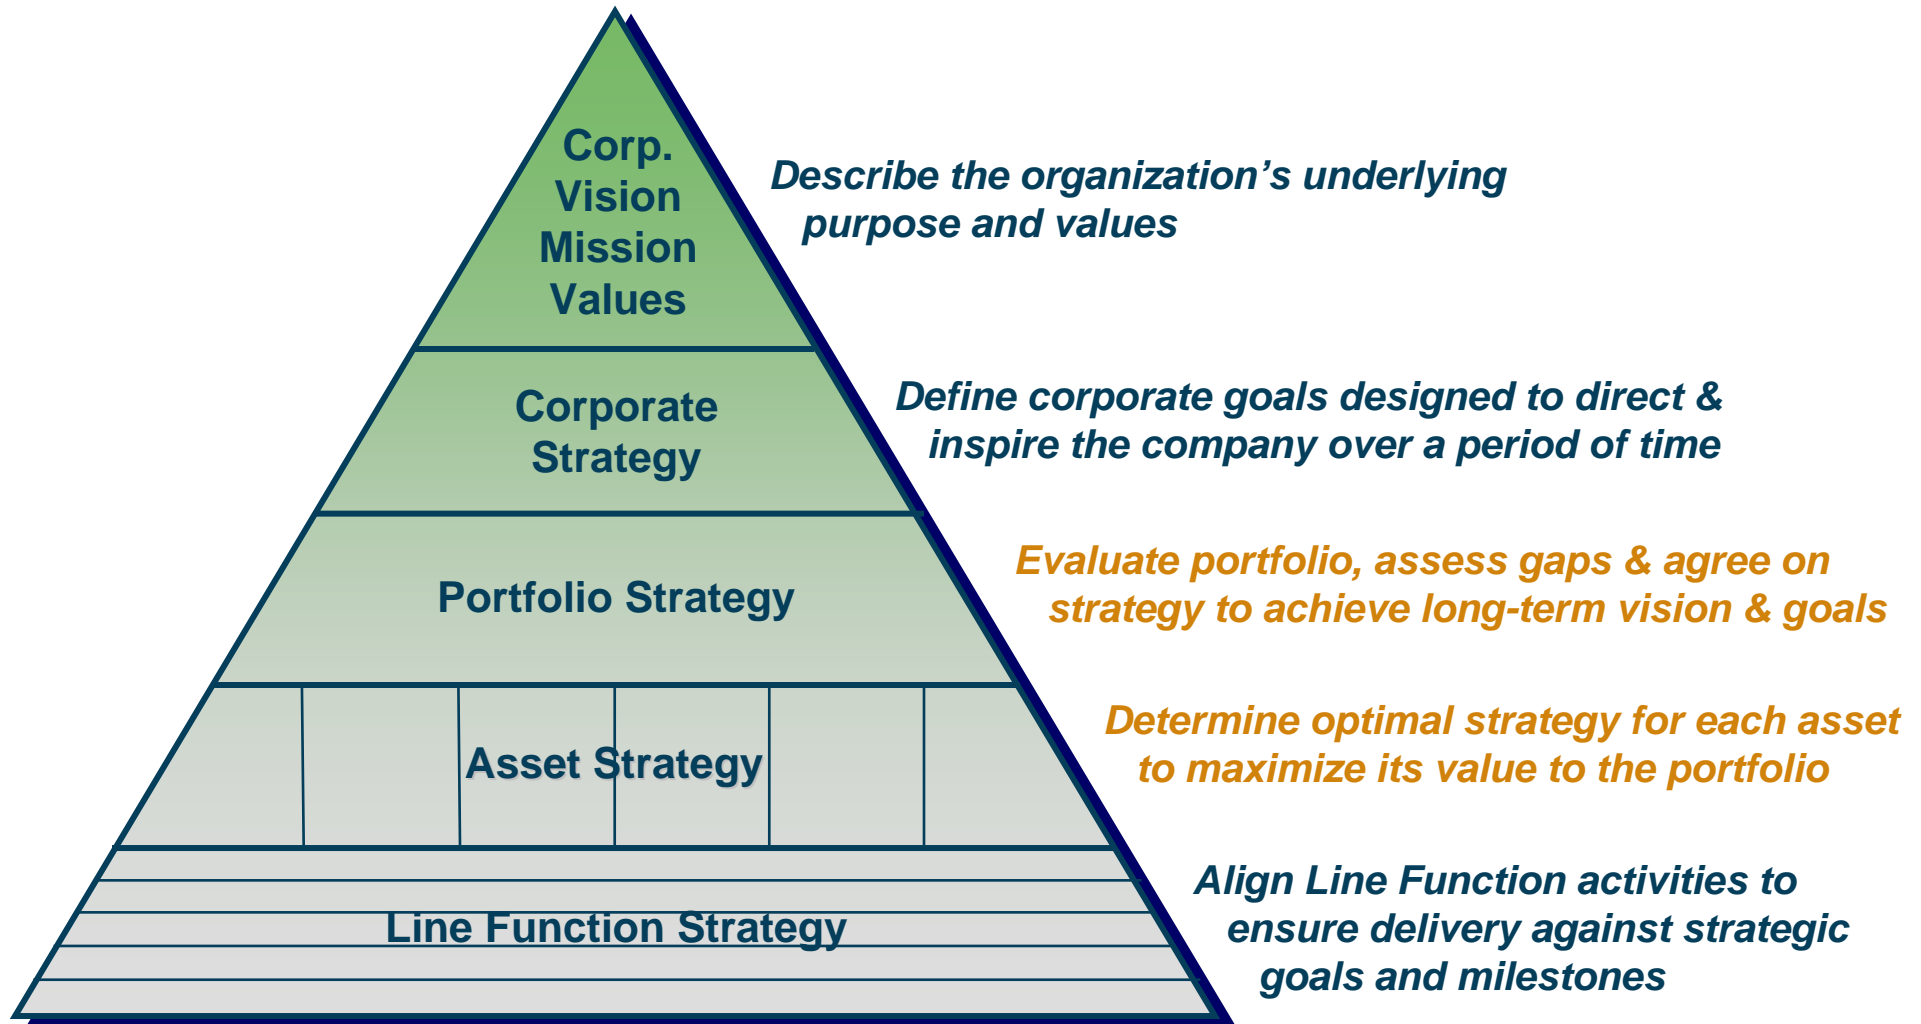 Corp.
Vision
Mission
Values
Describe the organization’s underlying
purpose and values
Corporate
Strategy
Define corporate goals designed to direct &
inspire the company over a period of time
Portfolio Strategy
Evaluate portfolio, assess gaps & agree on
strategy to achieve long-term vision & goals
Asset Strategy
Determine optimal strategy for each asset
to maximize its value to the portfolio
Line Function Strategy
Align Line Function activities to
ensure delivery against strategic
goals and milestones